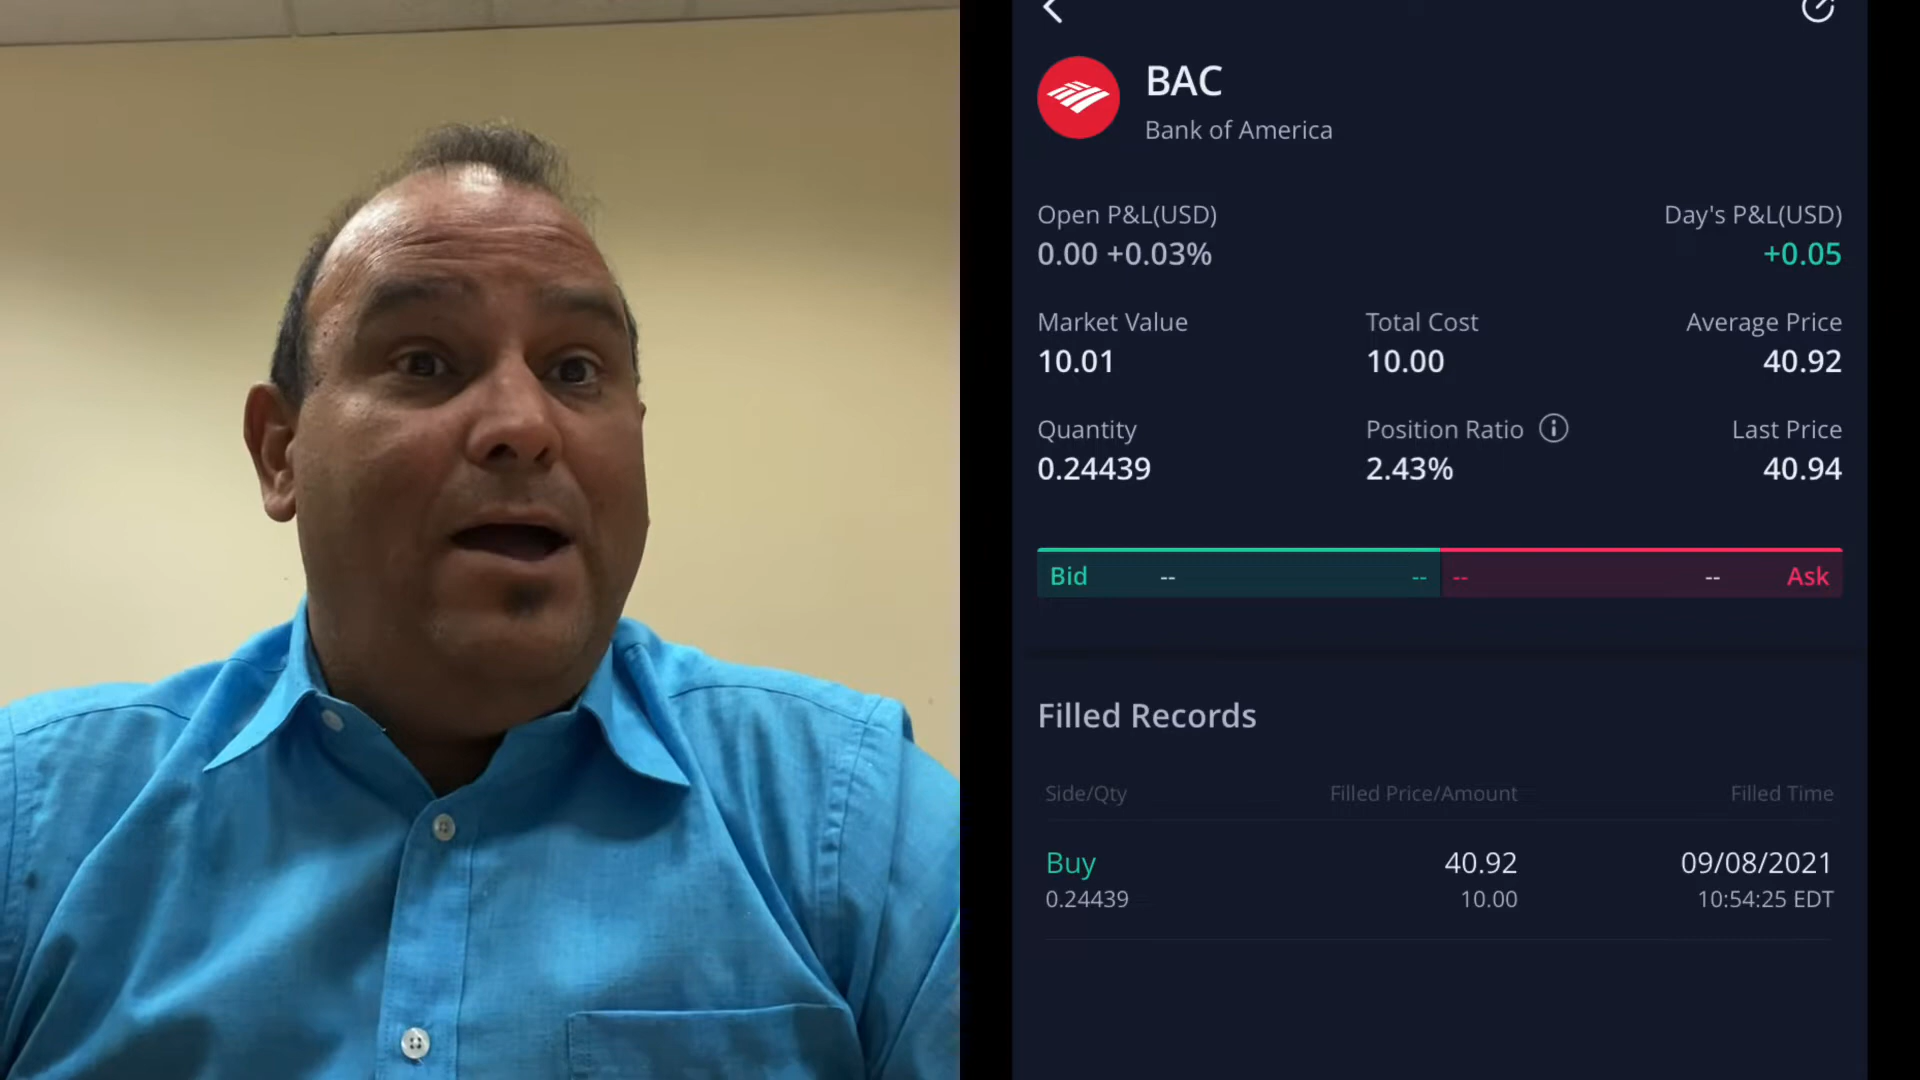 BAC
Bank of America
Open P&L(USD) Day's P&L(USD)
0.00 +0.03% +0.05
Market Value Total Cost Average Price
10.01 10.00 40.92
Quantity Position Ratio Last Price
0.24439 2.43% 40.94
Bid -- -- -- -- Ask
Filled Records
Side/Qty Filled Price/Amount Filled Time
Buy 40.92 09/08/2021
0.24439 10.00 10:54:25 EDT